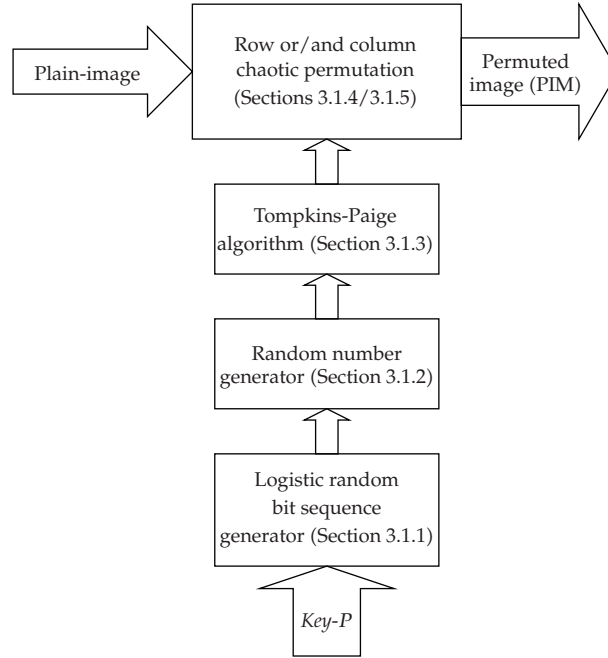 Plain-image
Row or/and column
chaotic permutation
(Sections 3.1.4/3.1.5)
Permuted
image (PIM)
Tompkins-Paige
algorithm (Section 3.1.3)
Random number
generator (Section 3.1.2)
Logistic random
bit sequence
generator (Section 3.1.1)
Key-P